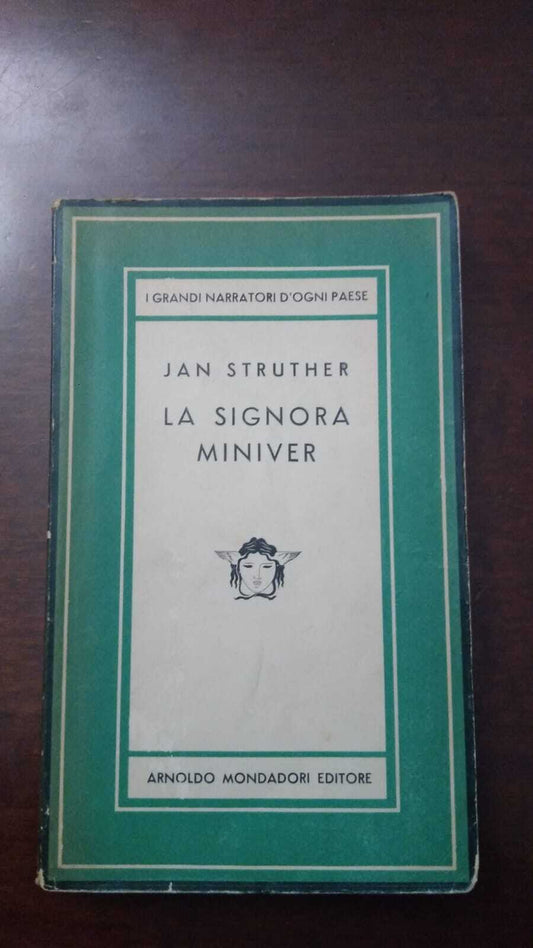 I GRANDI NARRATORI D'OGNI PAESE
JAN STRUTHER
LA SIGNORA
MINIVER
ARNOLDO MONDADORI EDITORE